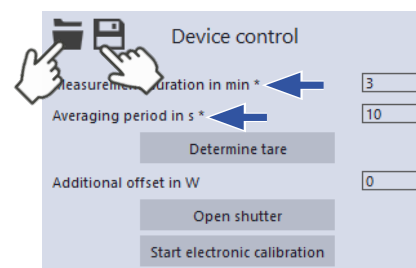 Device control
Measurement duration in min * 3
Averaging period in s * 10
Determine tare
Additional offset in W 0
Open shutter
Start electronic calibration